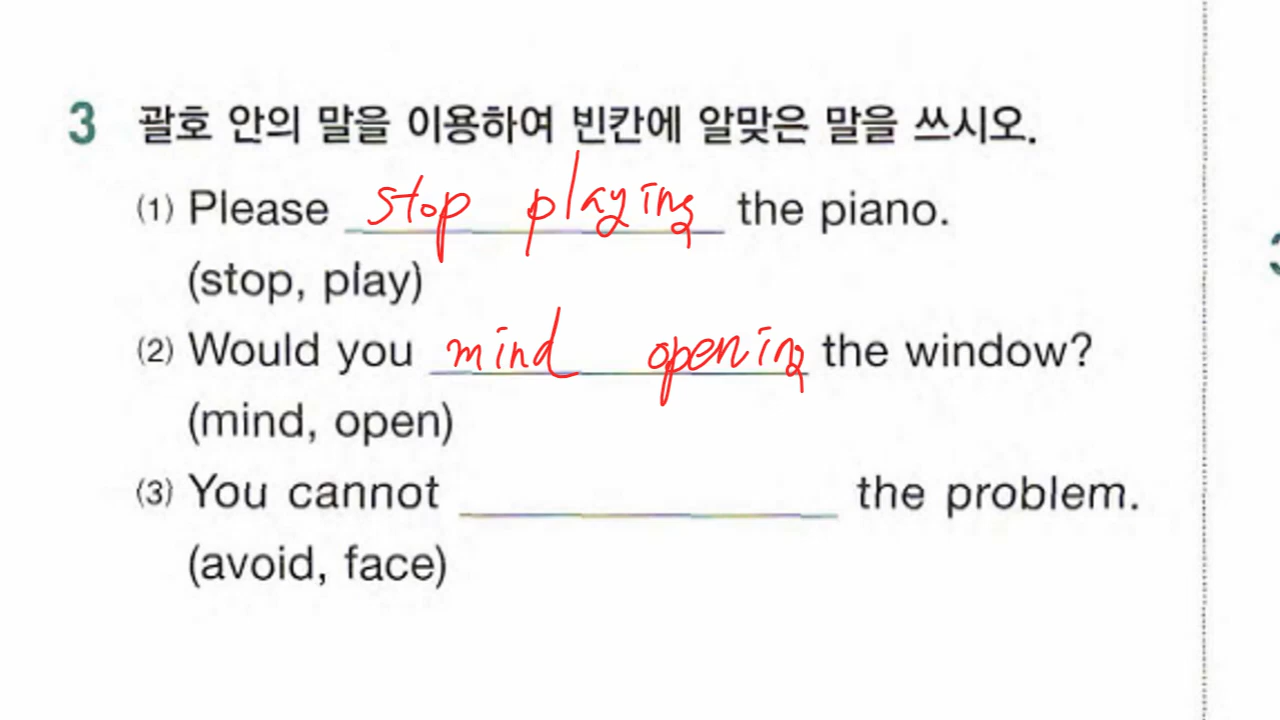 3 괄호 안의 말을 이용하여 빈칸에 알맞은 말을 쓰시오.
(1) Please stop playing the piano.
(stop, play)
(2) Would you mind opening the window?
(mind, open)
(3) You cannot the problem.
(avoid, face)